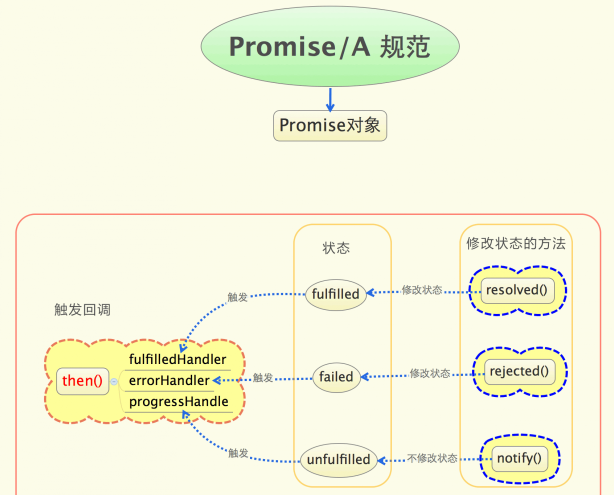 Promise/A 规范
Promise对象
状态
修改状态的方法
触发回调
fulfilled
修改状态
resolved()
触发
then()
fulfilledHandler
errorHandler
progressHandle
触发
failed
修改状态
rejected()
触发
unfulfilled
不修改状态
notify()